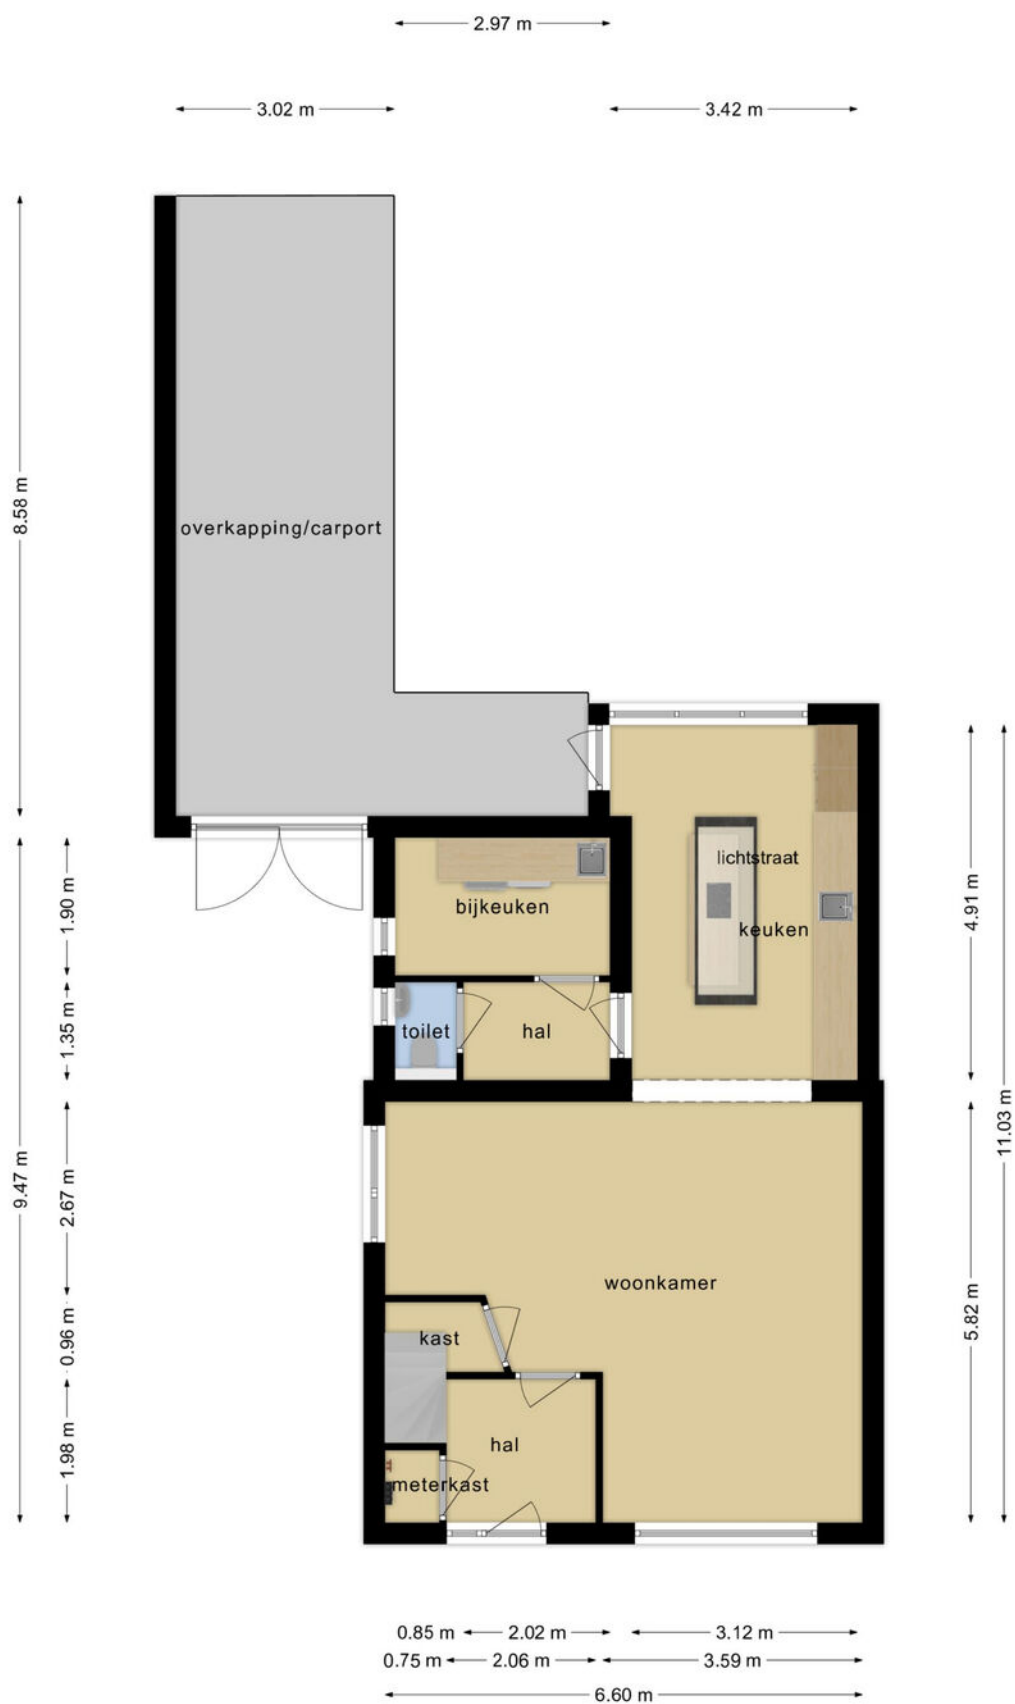 2.97 m
3.02 m
3.42 m
8.58 m
overkapping/carport
lichtstraat
keuken
bijkeuken
1.90 m
4.91 m
toilet
hal
1.35 m
11.03 m
9.47 m
2.67 m
woonkamer
5.82 m
kast
0.96 m
hal
1.98 m
meterkast
0.85 m
2.02 m
3.12 m
0.75 m
2.06 m
3.59 m
6.60 m